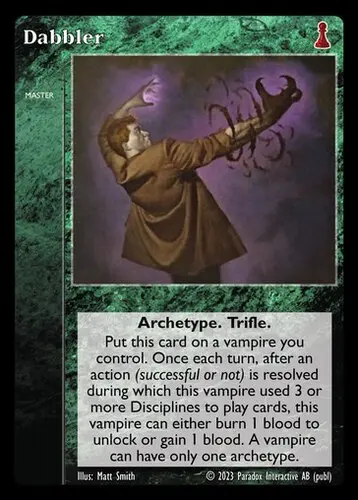 Dabbler
MASTER
Archetype. Trifle.
Put this card on a vampire you
control. Once each turn, after an
action (successful or not) is resolved
during which this vampire used 3 or
more Disciplines to play cards, this
vampire can either burn 1 blood to
unlock or gain 1 blood. A vampire
can have only one archetype.
Illus: Matt Smith © 2023 Paradox Interactive AB (publ)